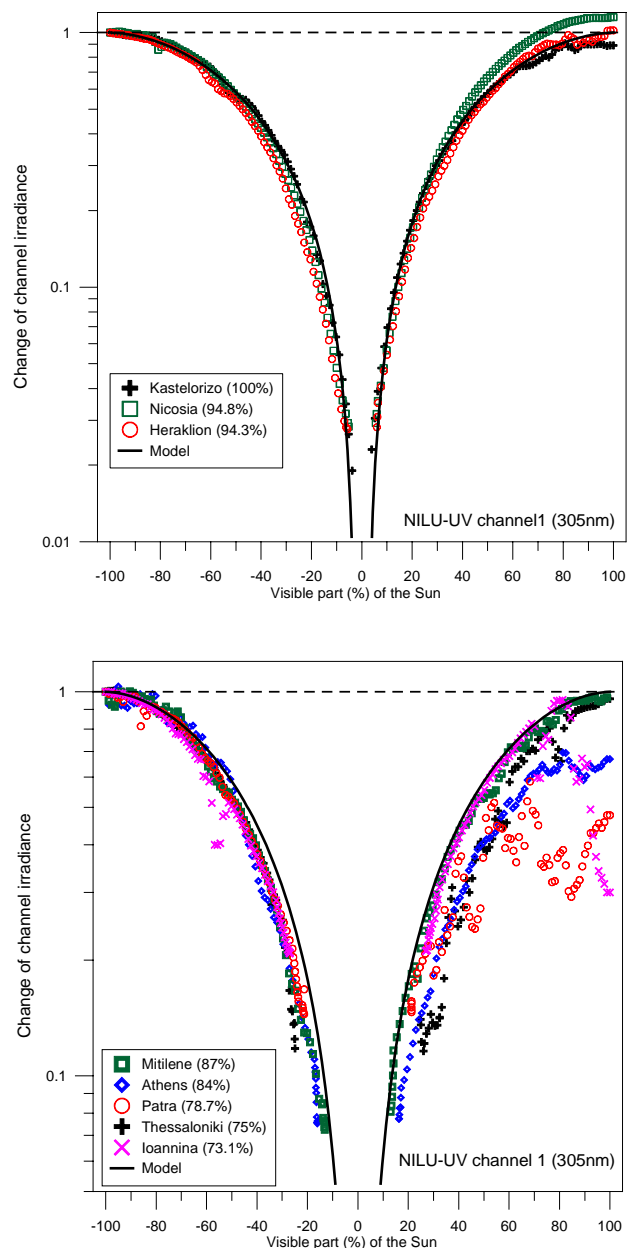 1
0.1
0.01
Change of channel irradiance
Kastelorizo (100%)
Nicosia (94.8%)
Heraklion (94.3%)
Model
NILU-UV channel1 (305nm)
-100 -80 -60 -40 -20 0 20 40 60 80 100
Visible part (%) of the Sun
1
0.1
Change of channel irradiance
Mitilene (87%)
Athens (84%)
Patra (78.7%)
Thessaloniki (75%)
Ioannina (73.1%)
Model
NILU-UV channel 1 (305nm)
-100 -80 -60 -40 -20 0 20 40 60 80 100
Visible part (%) of the Sun